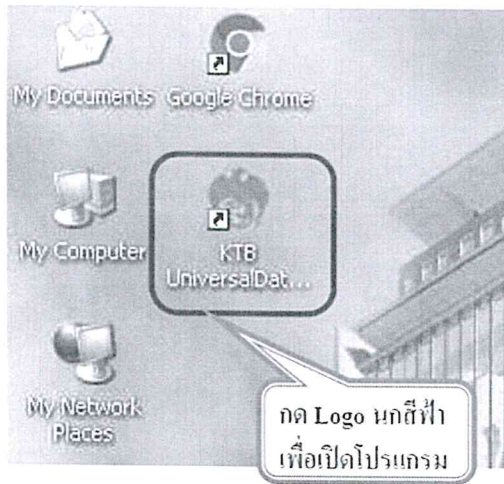 My Documents
Google Chrome
My Computer
KTB
UniversalDat...
My Network
Places
กด Logo นกสีฟ้า
เพื่อเปิดโปรแกรม